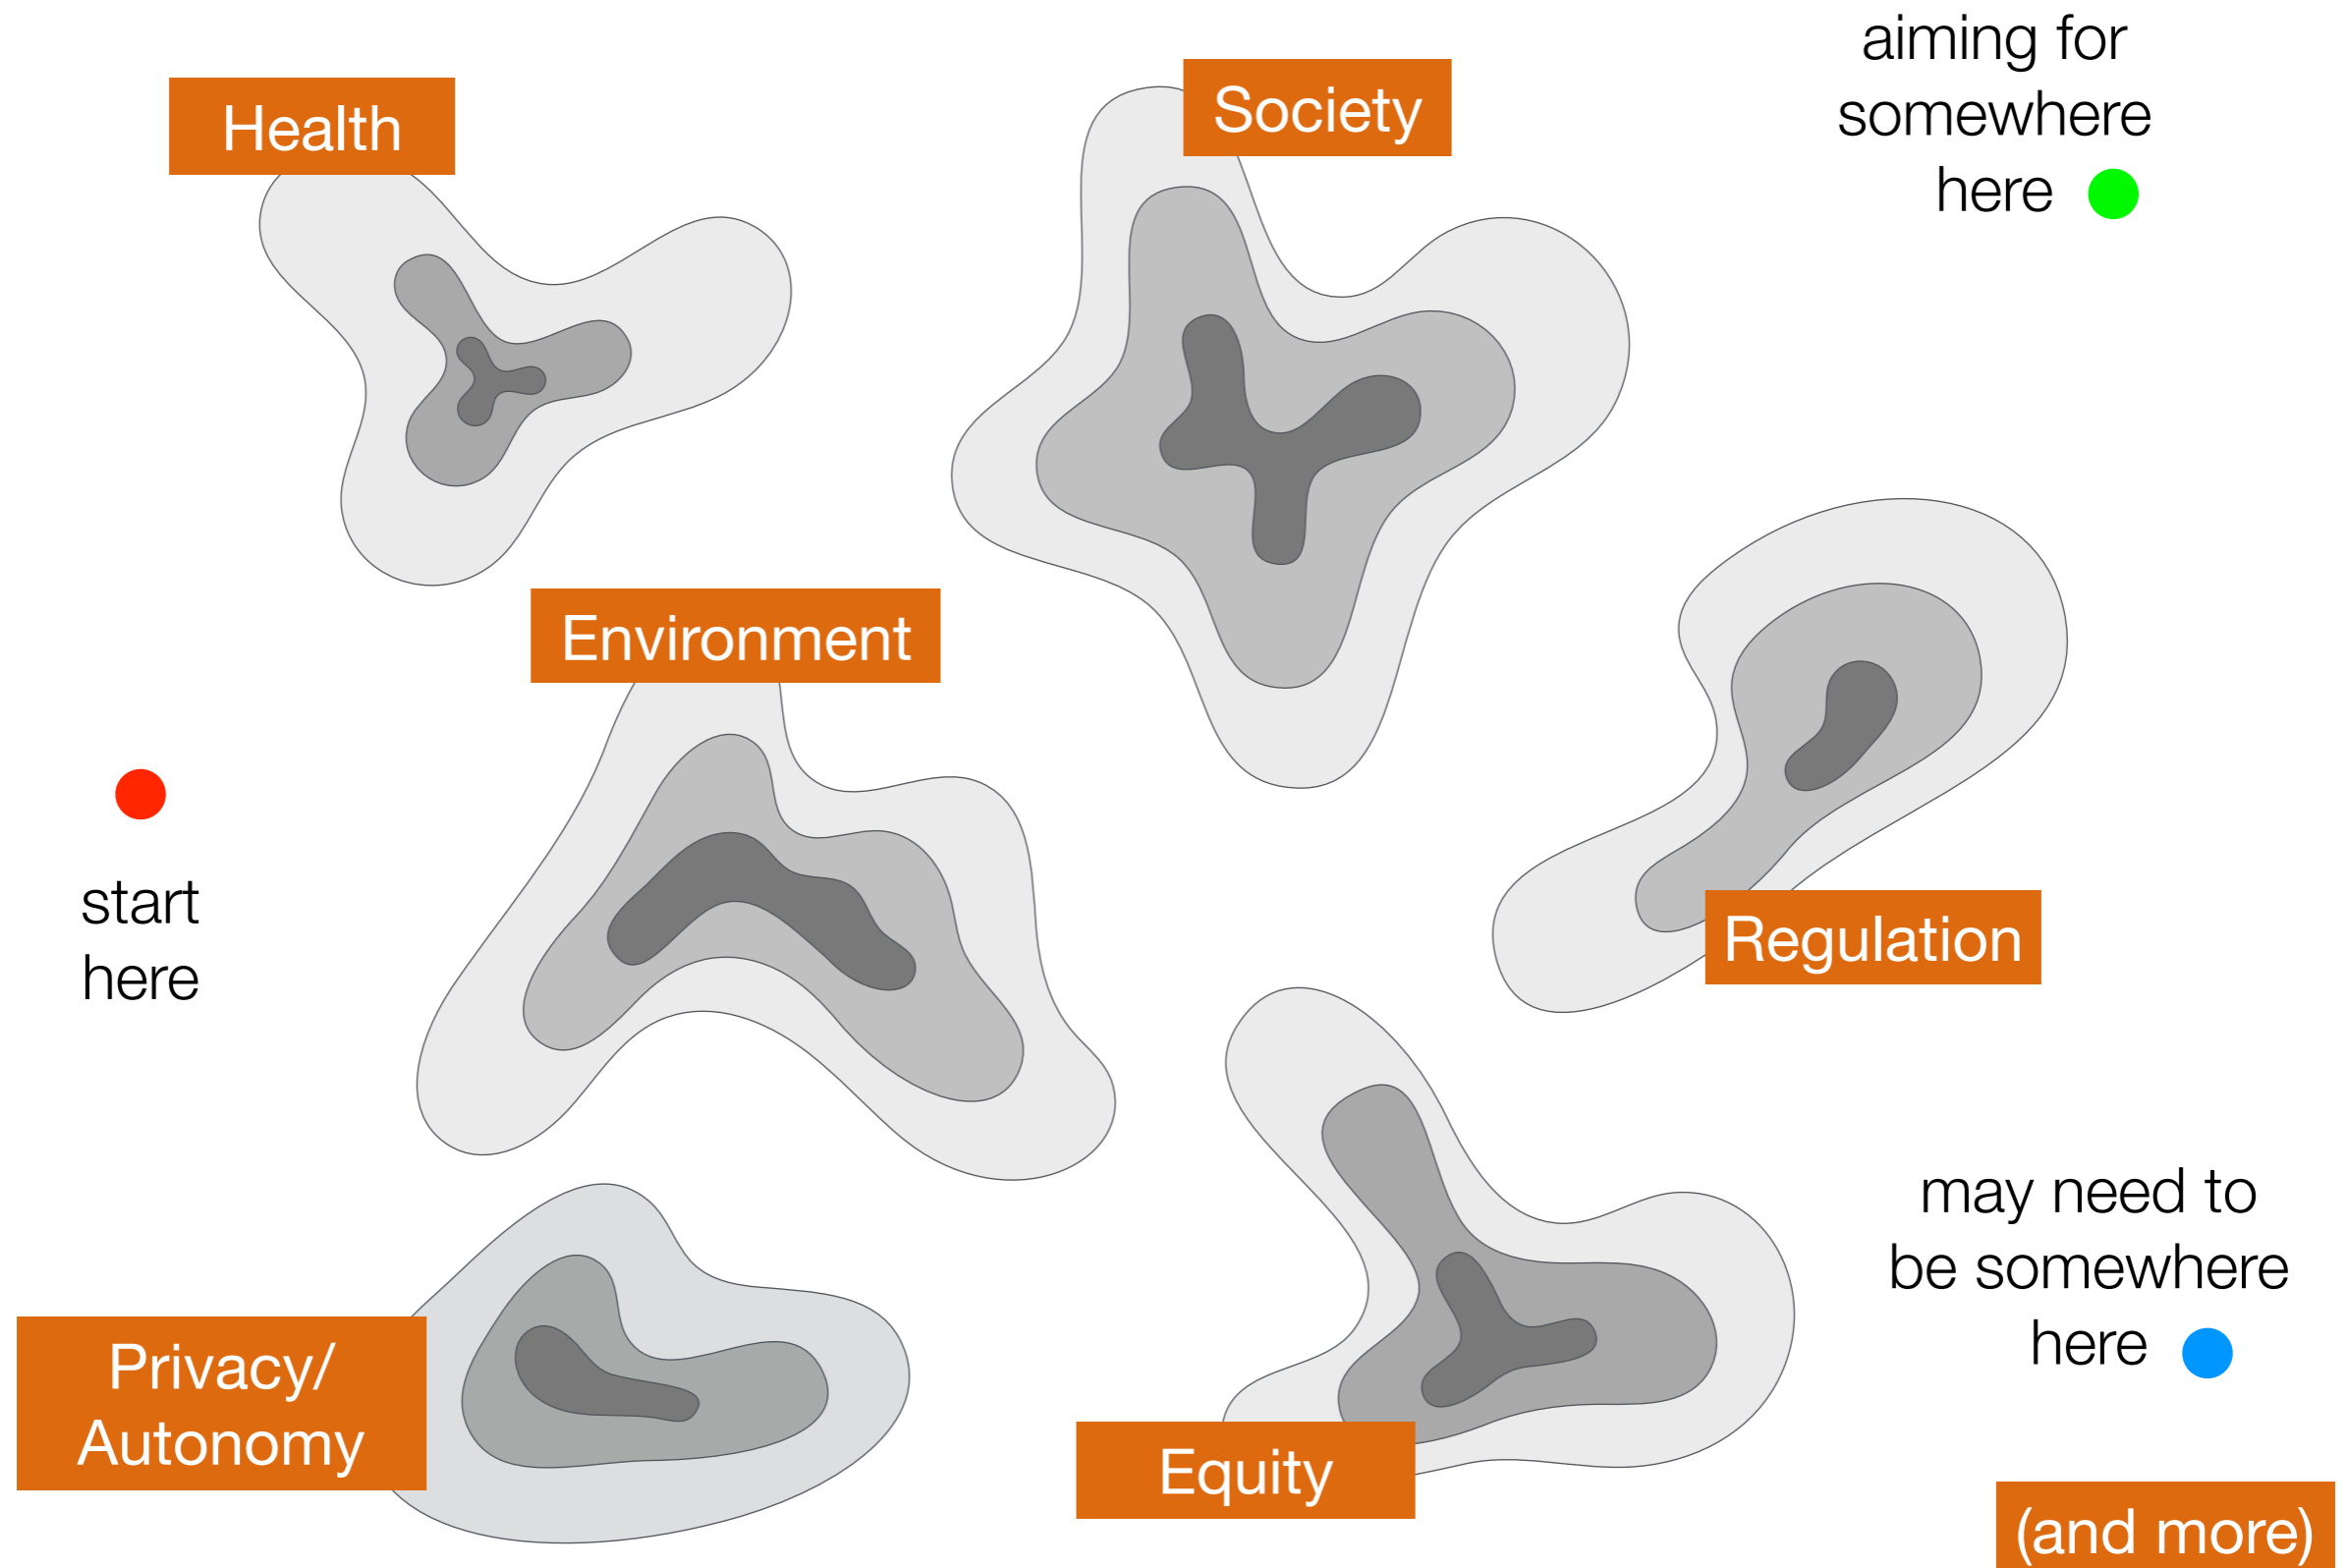 Health
Society
aiming for
somewhere
here
Environment
start
here
Regulation
may need to
be somewhere
here
Privacy/
Autonomy
Equity
(and more)